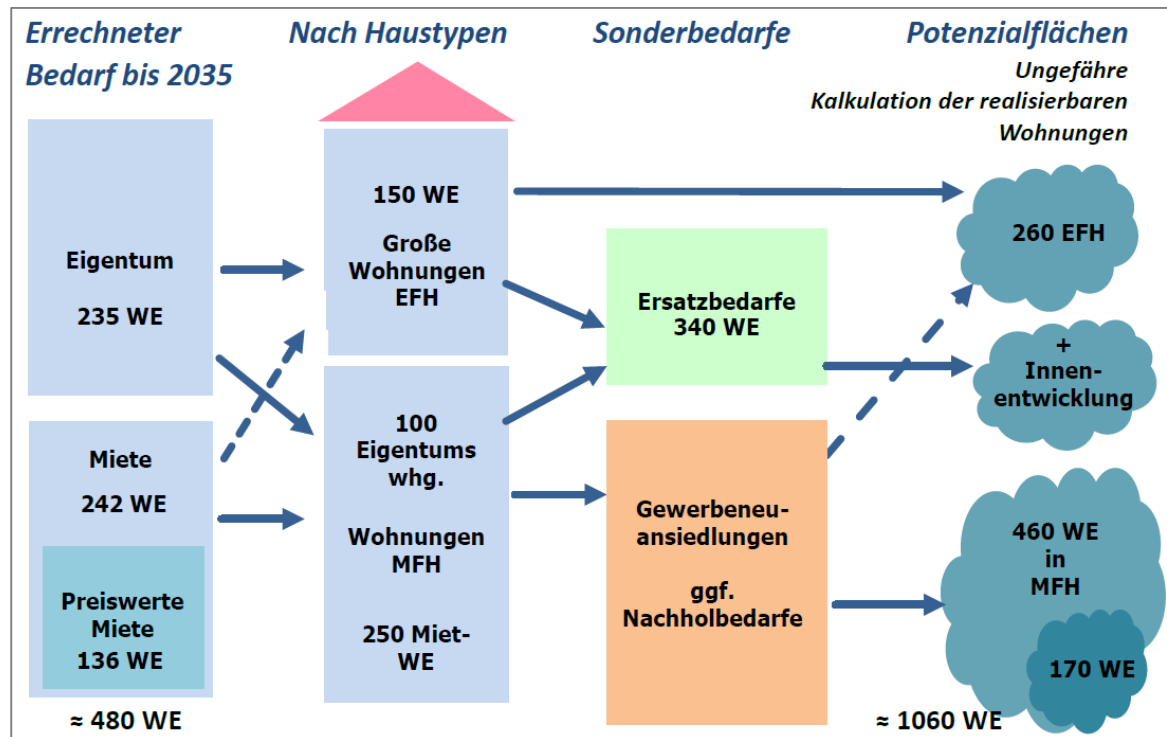 Errechneter
Bedarf bis 2035
Nach Haustypen
Sonderbedarfe
Potenzialflächen
Ungefähre
Kalkulation der realisierbaren
Wohnungen
Eigentum
235 WE
Miete
242 WE
Preiswerte
Miete
136 WE
≈ 480 WE
150 WE
Große
Wohnungen
EFH
100
Eigentums
whg.
Wohnungen
MFH
250 Miet-
WE
Ersatzbedarfe
340 WE
Gewerbeneu-
ansiedlungen
ggf.
Nachholbedarfe
260 EFH
+
Innen-
entwicklung
460 WE
in
MFH
170 WE
≈ 1060 WE